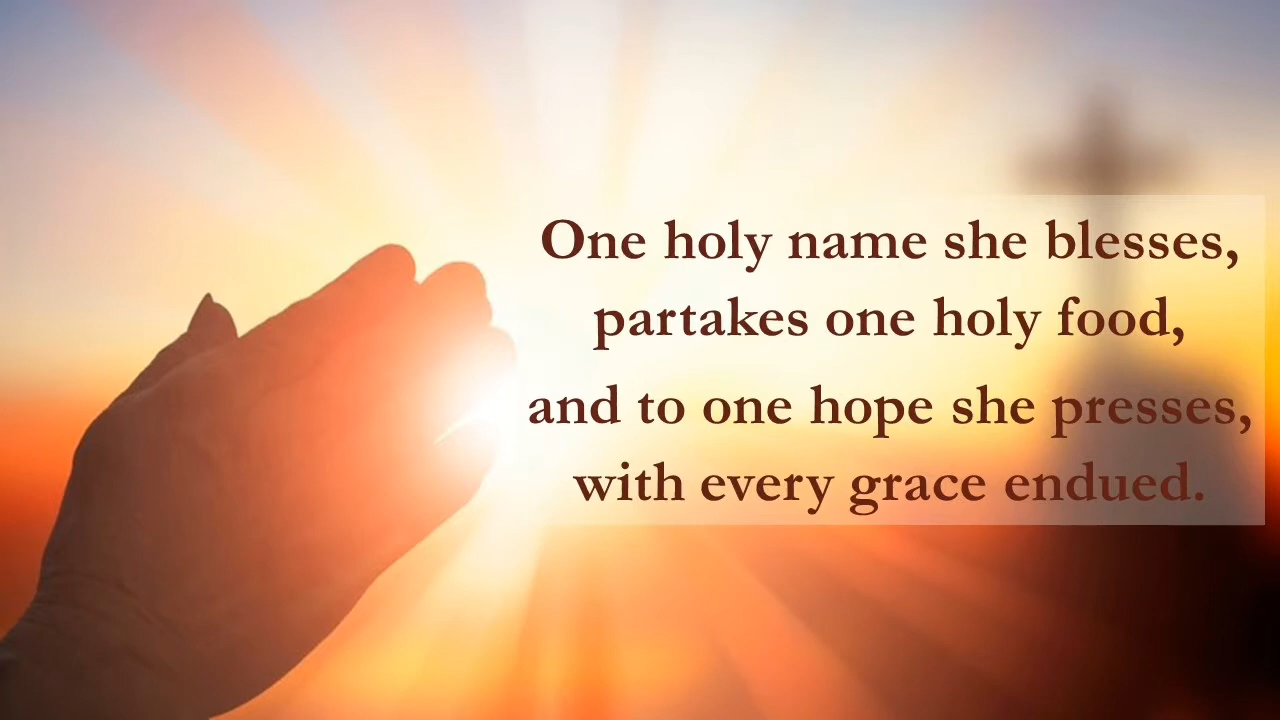 One holy name she blesses,
partakes one holy food,
and to one hope she presses,
with every grace endued.